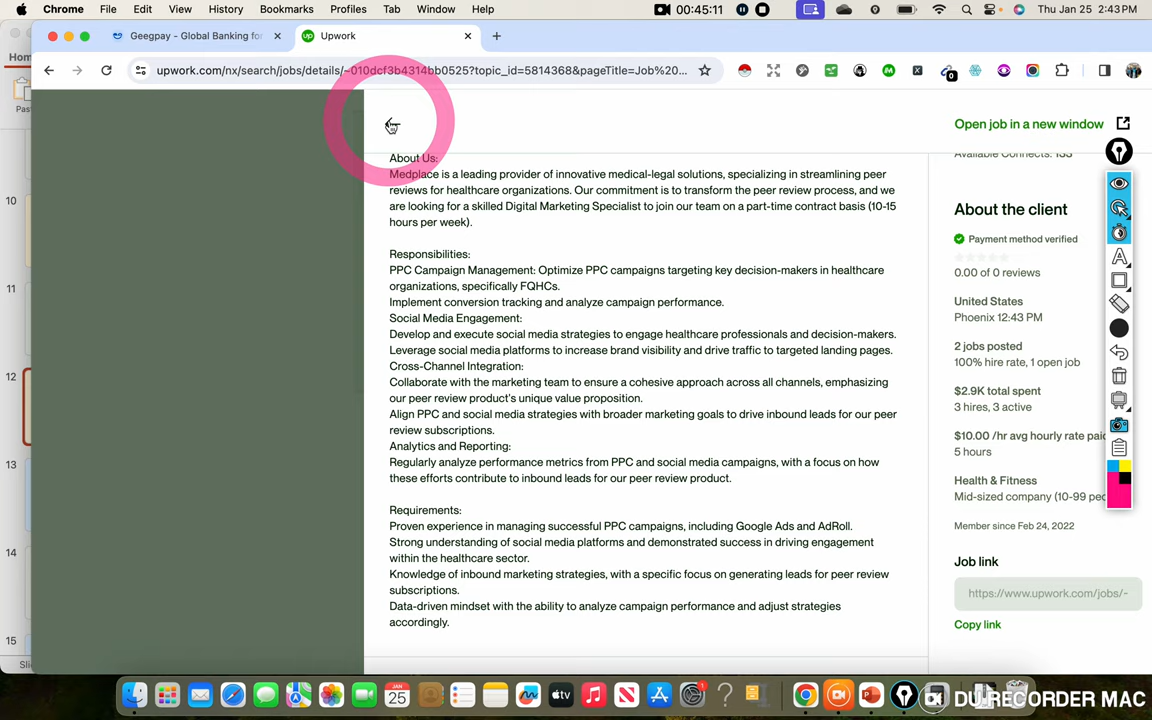 Chrome File Edit View History Bookmarks Profiles Tab Window Help 45:11 Thu Jan 25 2:43 PM
Geegpay - Global Banking for
Upwork
upwork.com/nx/search/jobs/details/~010dcf3b4314bb0525?topic_id=5814368&pageTitle=Job%20...
Hom
Pas
Open job in a new window
About Us:
Medplace is a leading provider of innovative medical-legal solutions, specializing in streamlining peer
reviews for healthcare organizations. Our commitment is to transform the peer review process, and we
are looking for a skilled Digital Marketing Specialist to join our team on a part-time contract basis (10-15
hours per week).
Responsibilities:
PPC Campaign Management: Optimize PPC campaigns targeting key decision-makers in healthcare
organizations, specifically FQHCs.
Implement conversion tracking and analyze campaign performance.
Social Media Engagement:
Develop and execute social media strategies to engage healthcare professionals and decision-makers.
Leverage social media platforms to increase brand visibility and drive traffic to targeted landing pages.
Cross-Channel Integration:
Collaborate with the marketing team to ensure a cohesive approach across all channels, emphasizing
our peer review product's unique value proposition.
Align PPC and social media strategies with broader marketing goals to drive inbound leads for our peer
review subscriptions.
Analytics and Reporting:
Regularly analyze performance metrics from PPC and social media campaigns, with a focus on how
these efforts contribute to inbound leads for our peer review product.
Requirements:
Proven experience in managing successful PPC campaigns, including Google Ads and AdRoll.
Strong understanding of social media platforms and demonstrated success in driving engagement
within the healthcare sector.
Knowledge of inbound marketing strategies, with a specific focus on generating leads for peer review
subscriptions.
Data-driven mindset with the ability to analyze campaign performance and adjust strategies
accordingly.
Available Connects: 133
About the client
Payment method verified
0.00 of 0 reviews
United States
Phoenix 12:43 PM
2 jobs posted
100% hire rate, 1 open job
$2.9K total spent
3 hires, 3 active
$10.00 /hr avg hourly rate paid
5 hours
Health & Fitness
Mid-sized company (10-99 peo
Member since Feb 24, 2022
Job link
https://www.upwork.com/jobs/~
Copy link
10
11
12
13
14
15
Sli
JAN
25
tv
DU RECORDER MAC